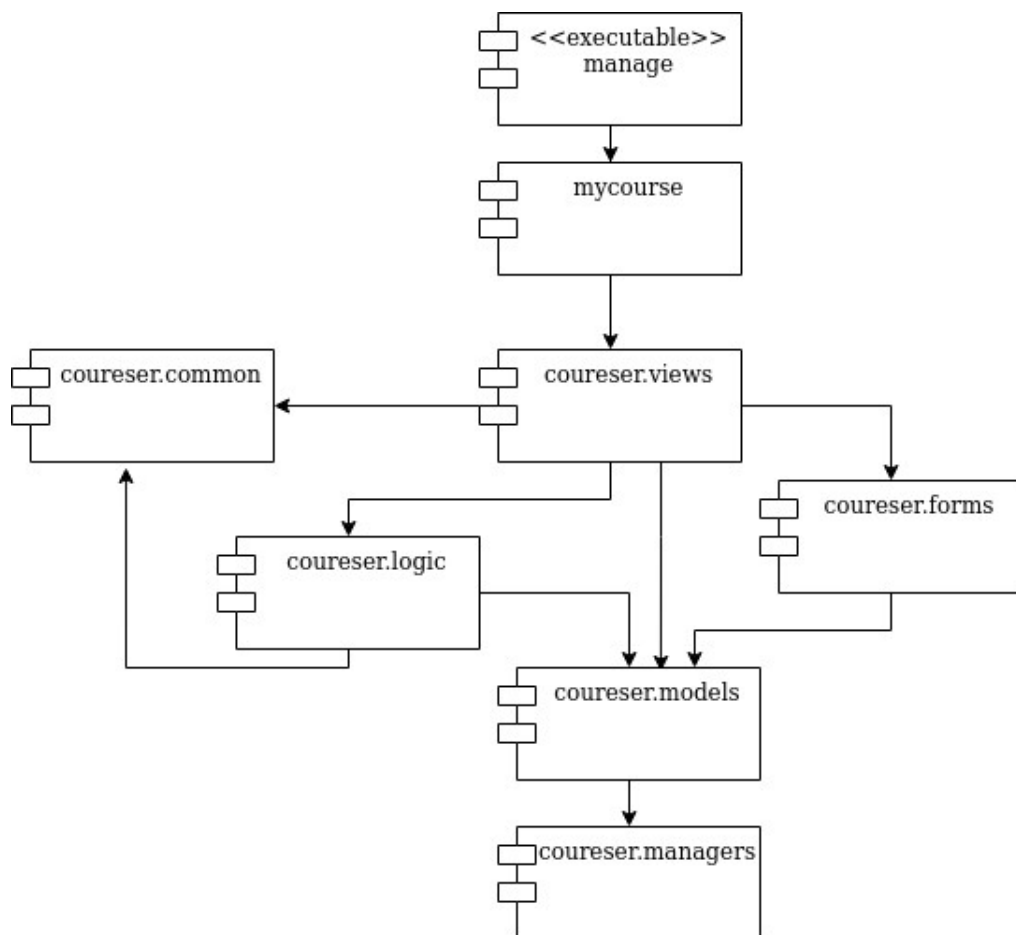 <<executable>>
manage
mycourse
coureser.common
coureser.views
coureser.forms
coureser.logic
coureser.models
coureser.managers